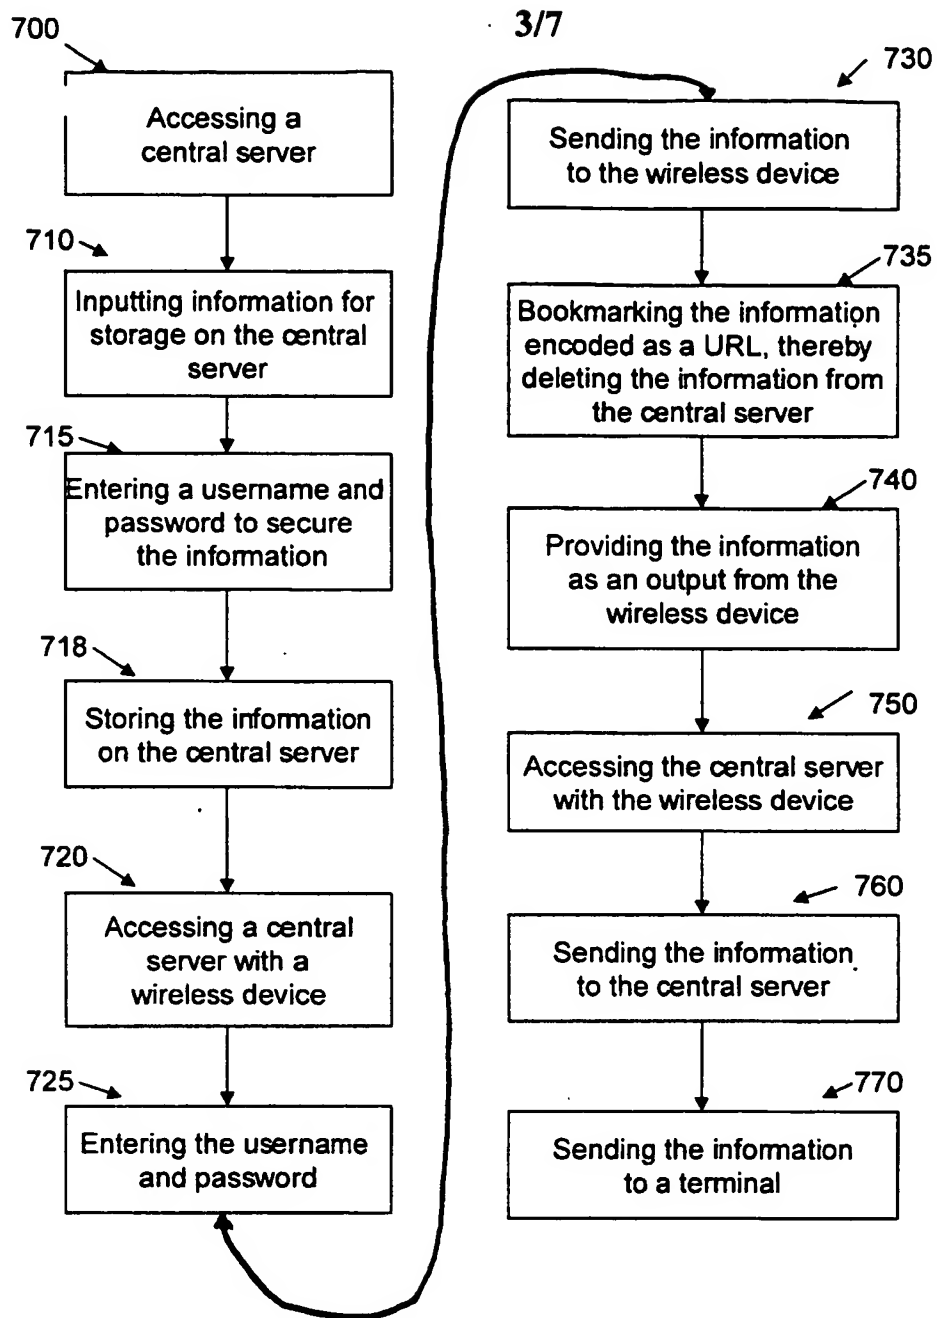 3/7
700
Accessing a
central server
710
Inputting information for
storage on the central
server
715
Entering a username and
password to secure
the information
718
Storing the information
on the central server
720
Accessing a central
server with a
wireless device
725
Entering the username
and password
730
Sending the information
to the wireless device
735
Bookmarking the information
encoded as a URL, thereby
deleting the information from
the central server
740
Providing the information
as an output from the
wireless device
750
Accessing the central server
with the wireless device
760
Sending the information
to the central server
770
Sending the information
to a terminal